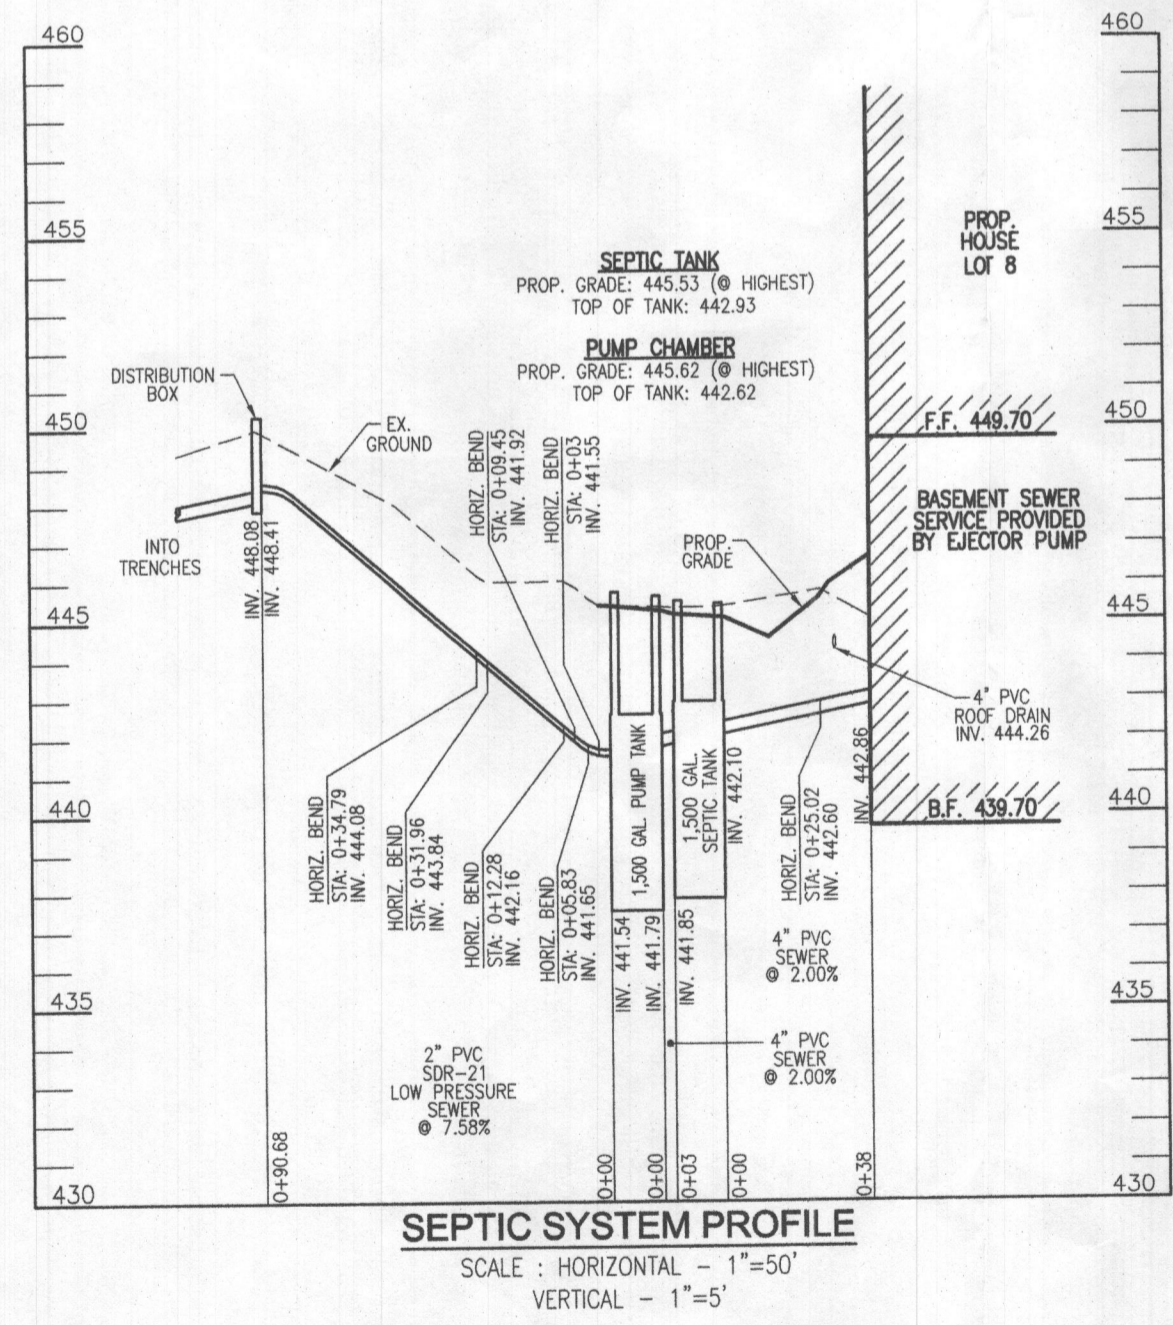 460
460
455
455
PROP.
HOUSE
LOT 8
SEPTIC TANK
PROP. GRADE: 445.53 (@ HIGHEST)
TOP OF TANK: 442.93
PUMP CHAMBER
PROP. GRADE: 445.62 (@ HIGHEST)
TOP OF TANK: 442.62
DISTRIBUTION
BOX
450
450
EX.
GROUND
F.F. 449.70
HORIZ. BEND
STA: 0+09.45
INV. 441.92
HORIZ. BEND
STA: 0+03
INV. 441.55
BASEMENT SEWER
SERVICE PROVIDED
BY EJECTOR PUMP
INTO
TRENCHES
INV. 448.08
INV. 448.41
PROP.
GRADE
445
445
4" PVC
ROOF DRAIN
INV. 444.26
1,500 GAL. PUMP TANK
1,500 GAL.
SEPTIC TANK
INV. 442.10
INV. 442.86
440
440
B.F. 439.70
HORIZ. BEND
STA: 0+34.79
INV. 444.08
HORIZ. BEND
STA: 0+31.96
INV. 443.84
HORIZ. BEND
STA: 0+12.28
INV. 442.16
HORIZ. BEND
STA: 0+05.83
INV. 441.65
INV. 441.54
INV. 441.79
INV. 441.85
HORIZ. BEND
STA: 0+25.02
INV. 442.60
4" PVC
SEWER
@ 2.00%
435
435
4" PVC
SEWER
@ 2.00%
2" PVC
SDR-21
LOW PRESSURE
SEWER
@ 7.58%
430
430
0+90.68
0+00
0+00
0+03
0+00
0+38
SEPTIC SYSTEM PROFILE
SCALE : HORIZONTAL - 1"=50'
VERTICAL - 1"=5'